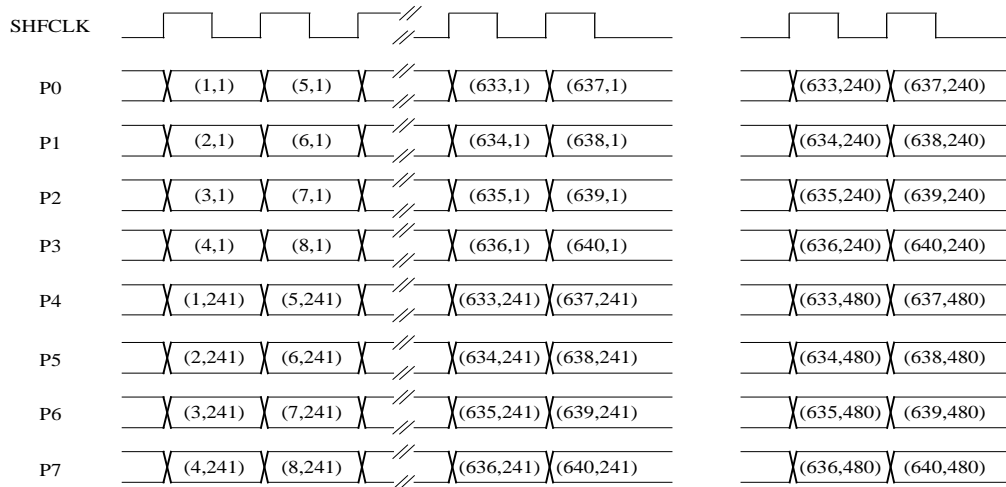 SHFCLK
P0 (1,1) (5,1) (633,1) (637,1) (633,240) (637,240)
P1 (2,1) (6,1) (634,1) (638,1) (634,240) (638,240)
P2 (3,1) (7,1) (635,1) (639,1) (635,240) (639,240)
P3 (4,1) (8,1) (636,1) (640,1) (636,240) (640,240)
P4 (1,241) (5,241) (633,241) (637,241) (633,480) (637,480)
P5 (2,241) (6,241) (634,241) (638,241) (634,480) (638,480)
P6 (3,241) (7,241) (635,241) (639,241) (635,480) (639,480)
P7 (4,241) (8,241) (636,241) (640,241) (636,480) (640,480)